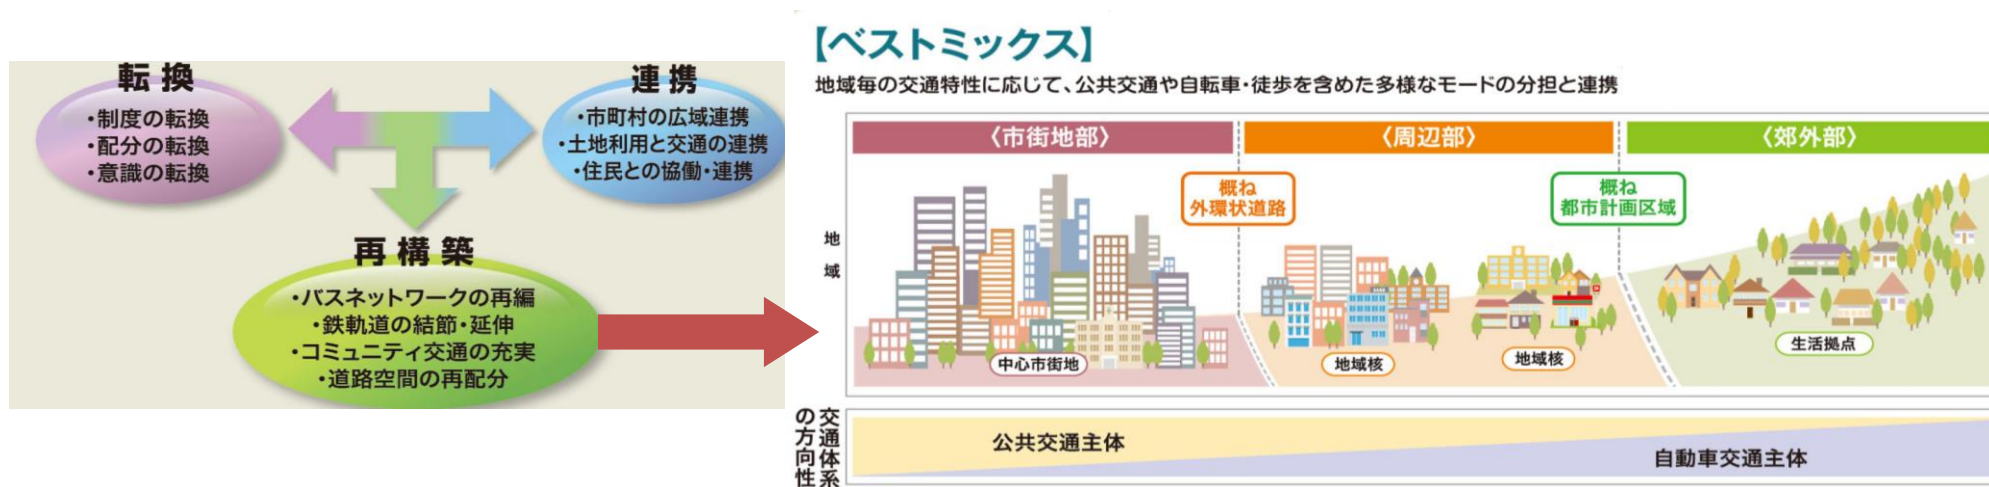 転換
・制度の転換
・配分の転換
・意識の転換
連携
・市町村の広域連携
・土地利用と交通の連携
・住民との協働・連携
再構築
・バスネットワークの再編
・鉄軌道の結節・延伸
・コミュニティ交通の充実
・道路空間の再配分
【ベストミックス】
地域毎の交通特性に応じて、公共交通や自転車・徒歩を含めた多様なモードの分担と連携
〈市街地部〉
〈周辺部〉
〈郊外部〉
概ね
外環状道路
概ね
都市計画区域
地域
中心市街地
地域核
地域核
生活拠点
交通体系
の方向性
公共交通主体
自動車交通主体